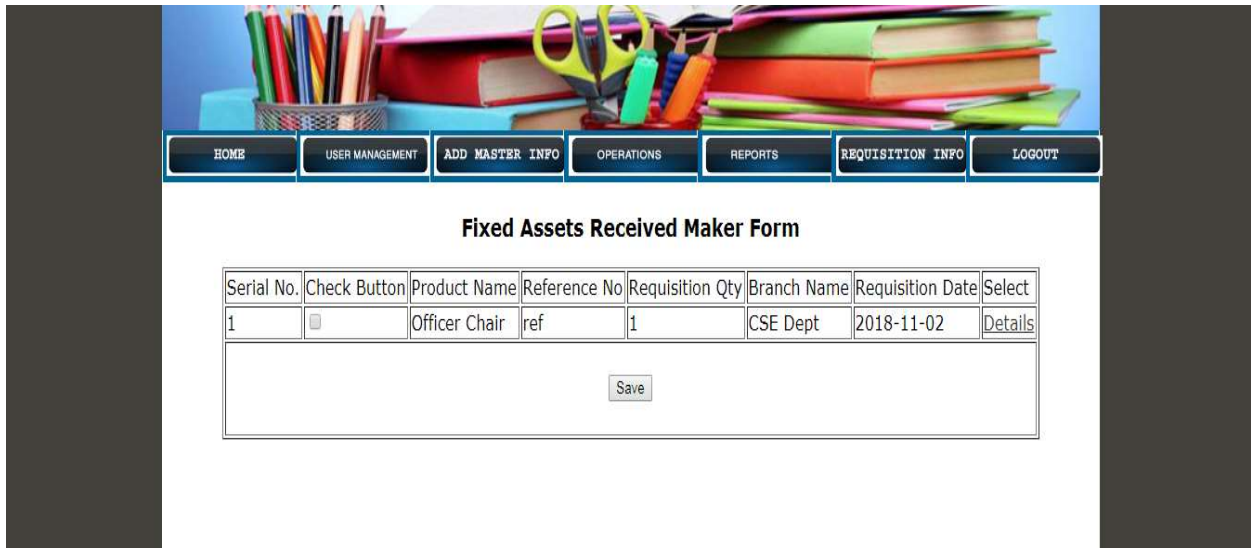 HOME USER MANAGEMENT ADD MASTER INFO OPERATIONS REPORTS REQUISITION INFO LOGOUT
Fixed Assets Received Maker Form
Serial No. Check Button Product Name Reference No Requisition Qty Branch Name Requisition Date Select
1 Officer Chair ref 1 CSE Dept 2018-11-02 Details
Save